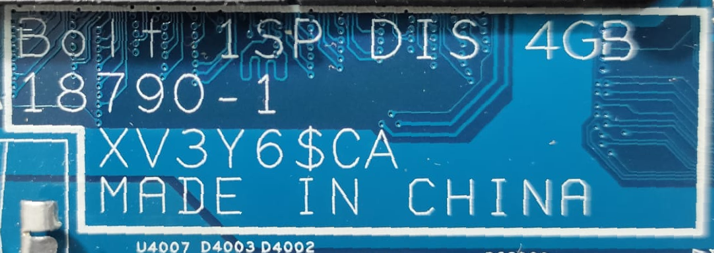 Bolt 1SP DIS 4GB
18790-1
XV3Y6$CA
MADE IN CHINA
U4007 D4003 D4002